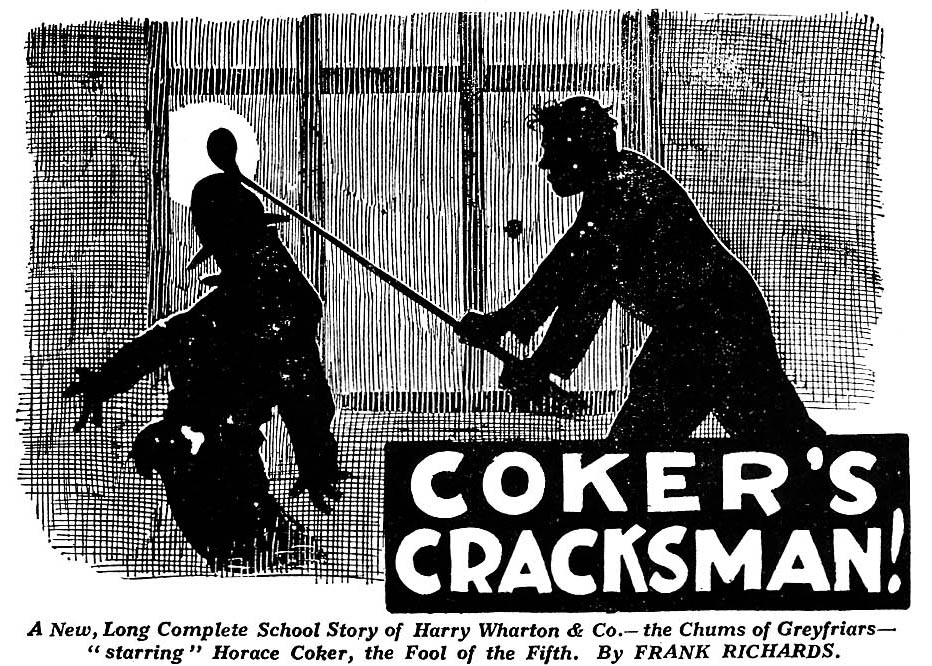 COKER'S
CRACKSMAN!
A New, Long Complete School Story of Harry Wharton & Co.—the Chums of Greyfriars—
"starring" Horace Coker, the Fool of the Fifth. By FRANK RICHARDS.